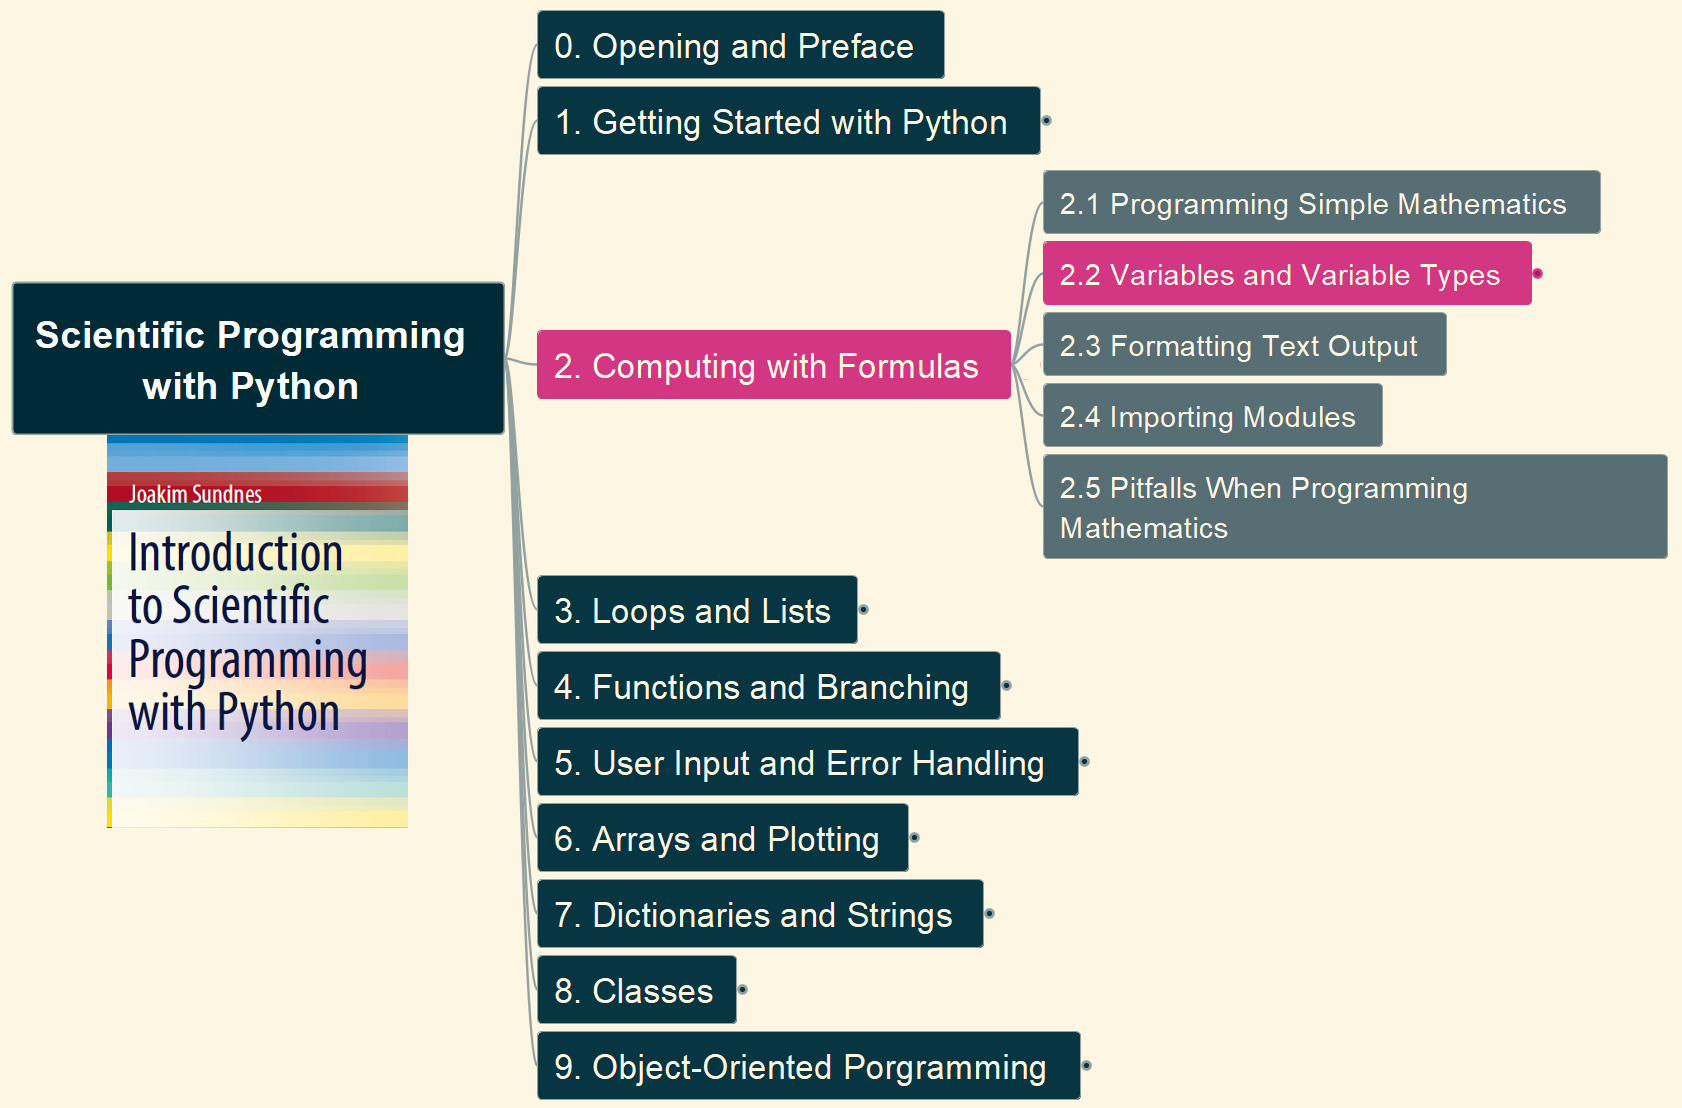 0. Opening and Preface
1. Getting Started with Python
2.1 Programming Simple Mathematics
2.2 Variables and Variable Types
Scientific Programming
with Python
2. Computing with Formulas
2.3 Formatting Text Output
2.4 Importing Modules
2.5 Pitfalls When Programming
Mathematics
Joakim Sundnes
Introduction
to Scientific
Programming
with Python
3. Loops and Lists
4. Functions and Branching
5. User Input and Error Handling
6. Arrays and Plotting
7. Dictionaries and Strings
8. Classes
9. Object-Oriented Porgramming